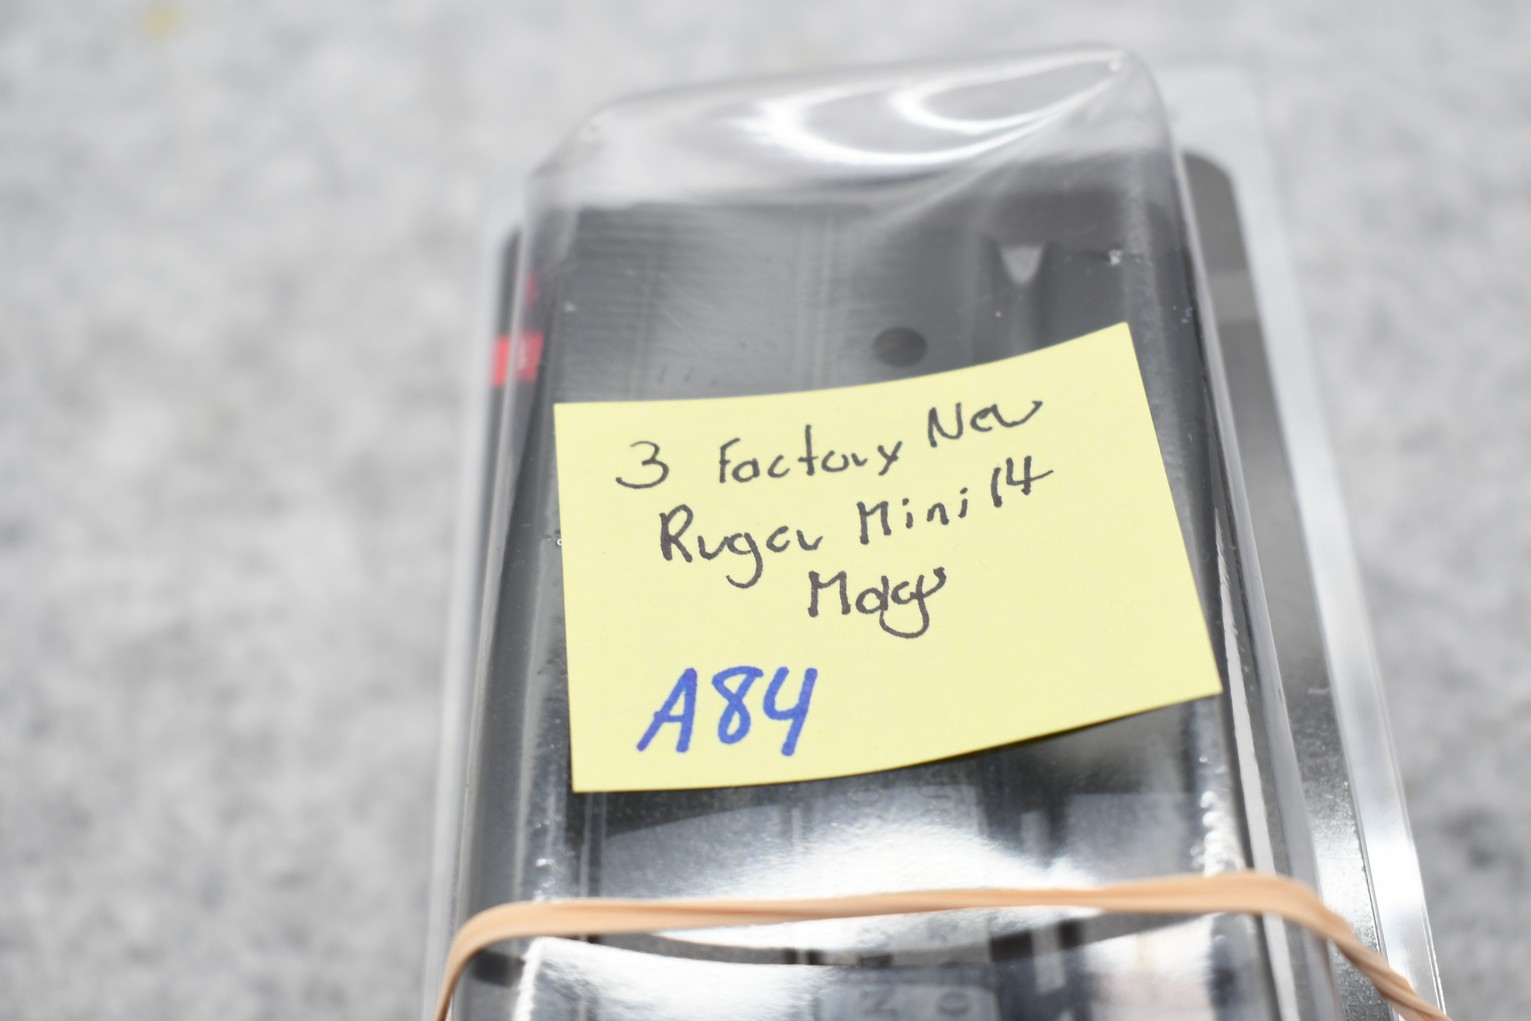 3 Factory New
Ruger Mini 14
Mags
A84